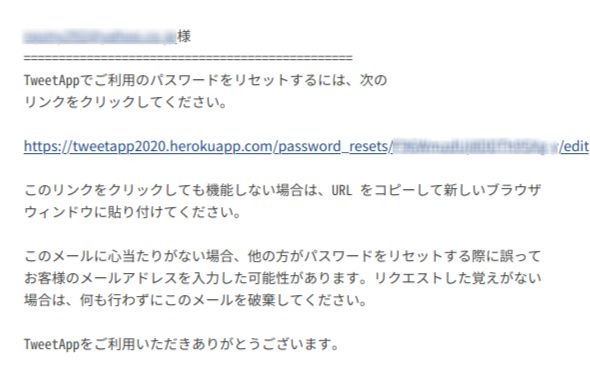 様
===============================================
TweetAppでご利用のパスワードをリセットするには、次の
リンクをクリックしてください。
https://tweetapp2020.herokuapp.com/password_resets/ /edit
このリンクをクリックしても機能しない場合は、URL をコピーして新しいブラウザ
ウィンドウに貼り付けてください。
このメールに心当たりがない場合、他の方がパスワードをリセットする際に誤って
お客様のメールアドレスを入力した可能性があります。リクエストした覚えがない
場合は、何も行わずにこのメールを破棄してください。
TweetAppをご利用いただきありがとうございます。